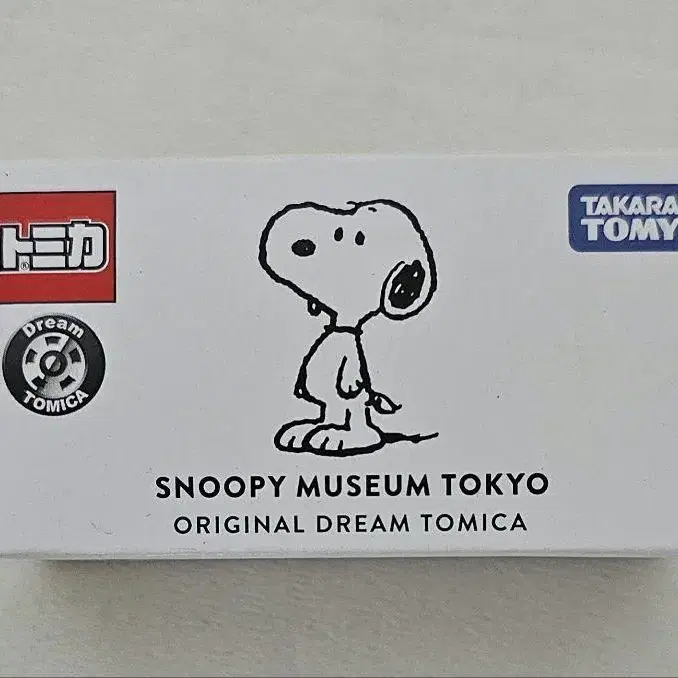 トミカ
®
Dream
TOMICA
TAKARA
TOMY
SNOOPY MUSEUM TOKYO
ORIGINAL DREAM TOMICA